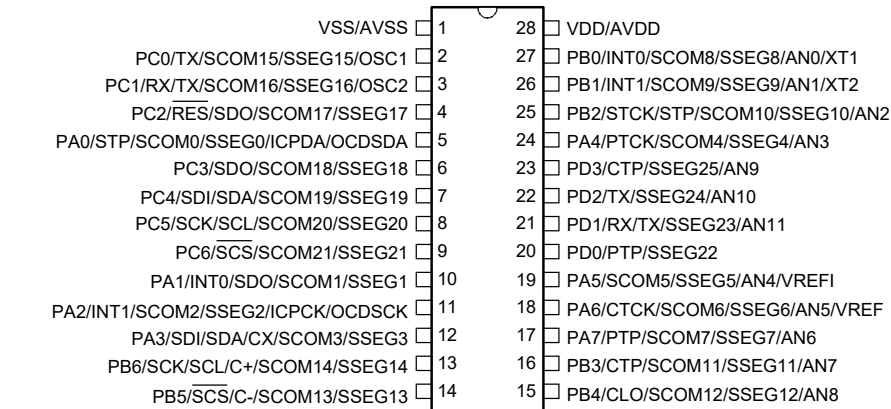 VSS/AVSS 1 28 VDD/AVDD
PC0/TX/SCOM15/SSEG15/OSC1 2 27 PB0/INT0/SCOM8/SSEG8/AN0/XT1
PC1/RX/TX/SCOM16/SSEG16/OSC2 3 26 PB1/INT1/SCOM9/SSEG9/AN1/XT2
PC2/RES/SDO/SCOM17/SSEG17 4 25 PB2/STCK/STP/SCOM10/SSEG10/AN2
PA0/STP/SCOM0/SSEG0/ICPDA/OCDSDA 5 24 PA4/PTCK/SCOM4/SSEG4/AN3
PC3/SDO/SCOM18/SSEG18 6 23 PD3/CTP/SSEG25/AN9
PC4/SDI/SDA/SCOM19/SSEG19 7 22 PD2/TX/SSEG24/AN10
PC5/SCK/SCL/SCOM20/SSEG20 8 21 PD1/RX/TX/SSEG23/AN11
PC6/SCS/SCOM21/SSEG21 9 20 PD0/PTP/SSEG22
PA1/INT0/SDO/SCOM1/SSEG1 10 19 PA5/SCOM5/SSEG5/AN4/VREFI
PA2/INT1/SCOM2/SSEG2/ICPCK/OCDSCK 11 18 PA6/CTCK/SCOM6/SSEG6/AN5/VREF
PA3/SDI/SDA/CX/SCOM3/SSEG3 12 17 PA7/PTP/SCOM7/SSEG7/AN6
PB6/SCK/SCL/C+/SCOM14/SSEG14 13 16 PB3/CTP/SCOM11/SSEG11/AN7
PB5/SCS/C-/SCOM13/SSEG13 14 15 PB4/CLO/SCOM12/SSEG12/AN8